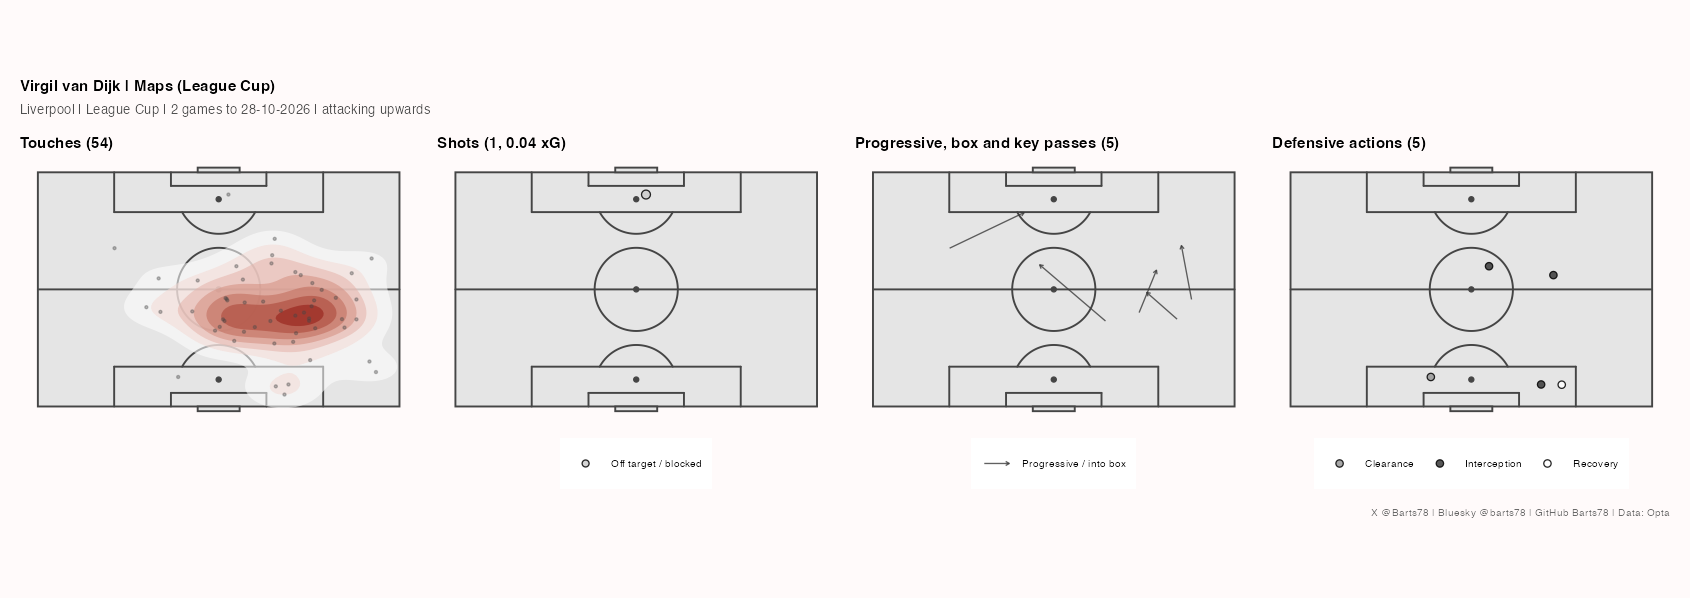 Virgil van Dijk | Maps (League Cup)
Liverpool | League Cup | 2 games to 28-10-2026 | attacking upwards
Touches (54)
Shots (1, 0.04 xG)
Progressive, box and key passes (5)
Defensive actions (5)
Off target / blocked
Progressive / into box
Clearance
Interception
Recovery
X @Barts78 | Bluesky @barts78 | GitHub Barts78 | Data: Opta